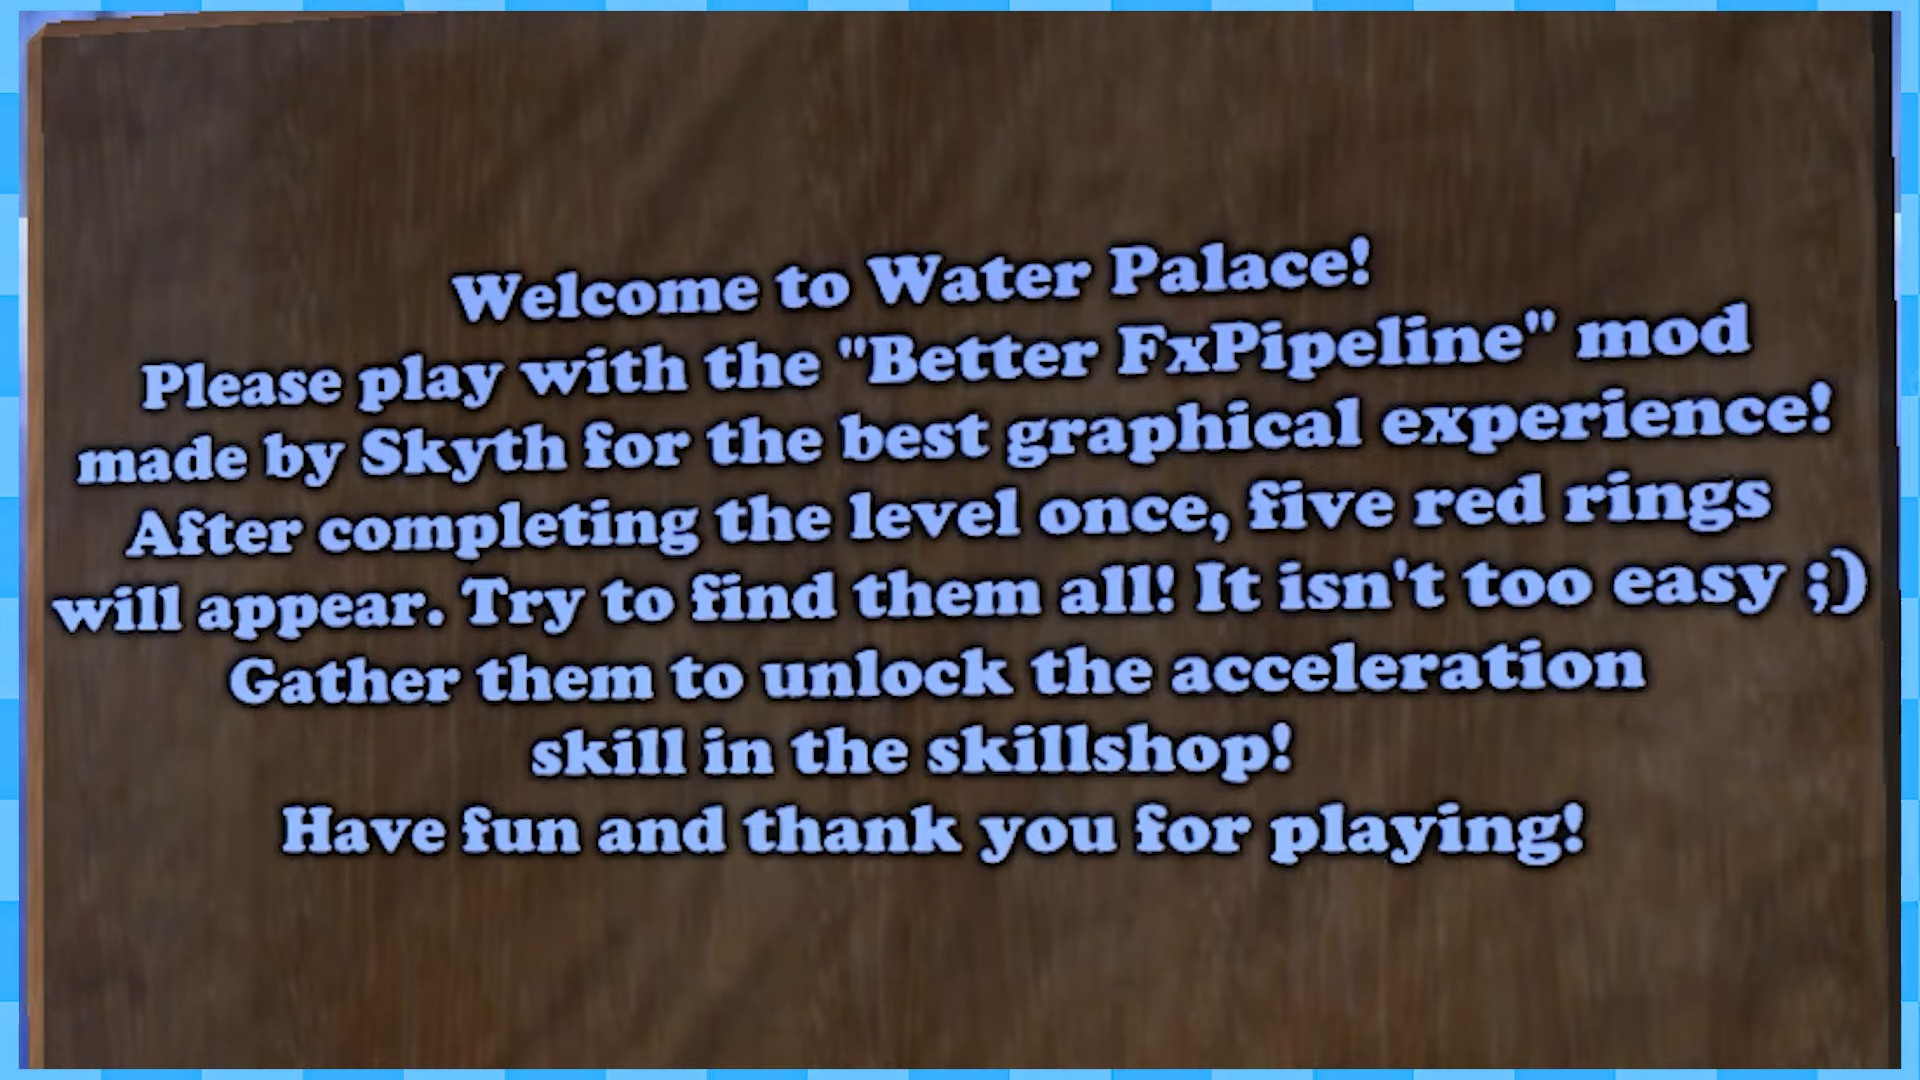 Welcome to Water Palace!
Please play with the "Better FxPipeline" mod
made by Skyth for the best graphical experience!
After completing the level once, five red rings
will appear. Try to find them all! It isn't too easy ;)
Gather them to unlock the acceleration
skill in the skillshop!
Have fun and thank you for playing!